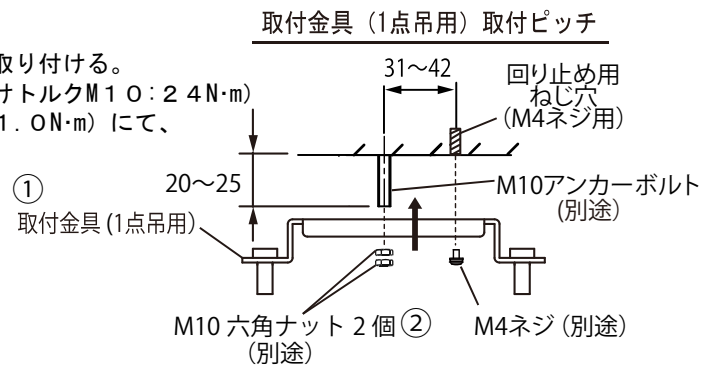 取付金具（1点吊用）取付ピッチ
取り付ける。
けトルクＭ１０：２４N･m）
１.０N･m）にて、
31～42
回り止め用
ねじ穴
（M4ネジ用）
①
20～25
取付金具(1点吊用)
M10アンカーボルト
(別途)
M10 六角ナット 2 個②
（別途）
M4ネジ（別途）